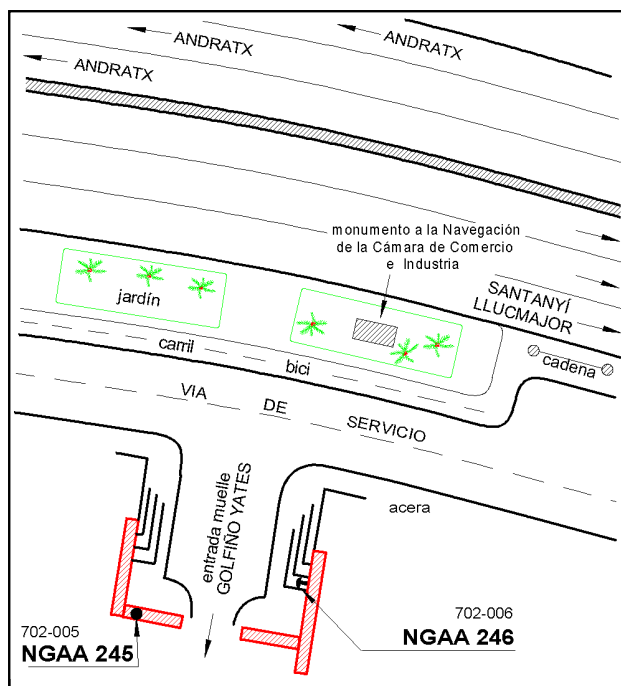 ANDRATX
ANDRATX
ANDRATX
monumento a la Navegación
de la Cámara de Comercio
e Industria
SANTANYÍ
LLUCMAJOR
jardín
carril
bici
cadena
VIA DE SERVICIO
acera
entrada muelle
GOLFIÑO YATES
702-005
NGAA 245
702-006
NGAA 246